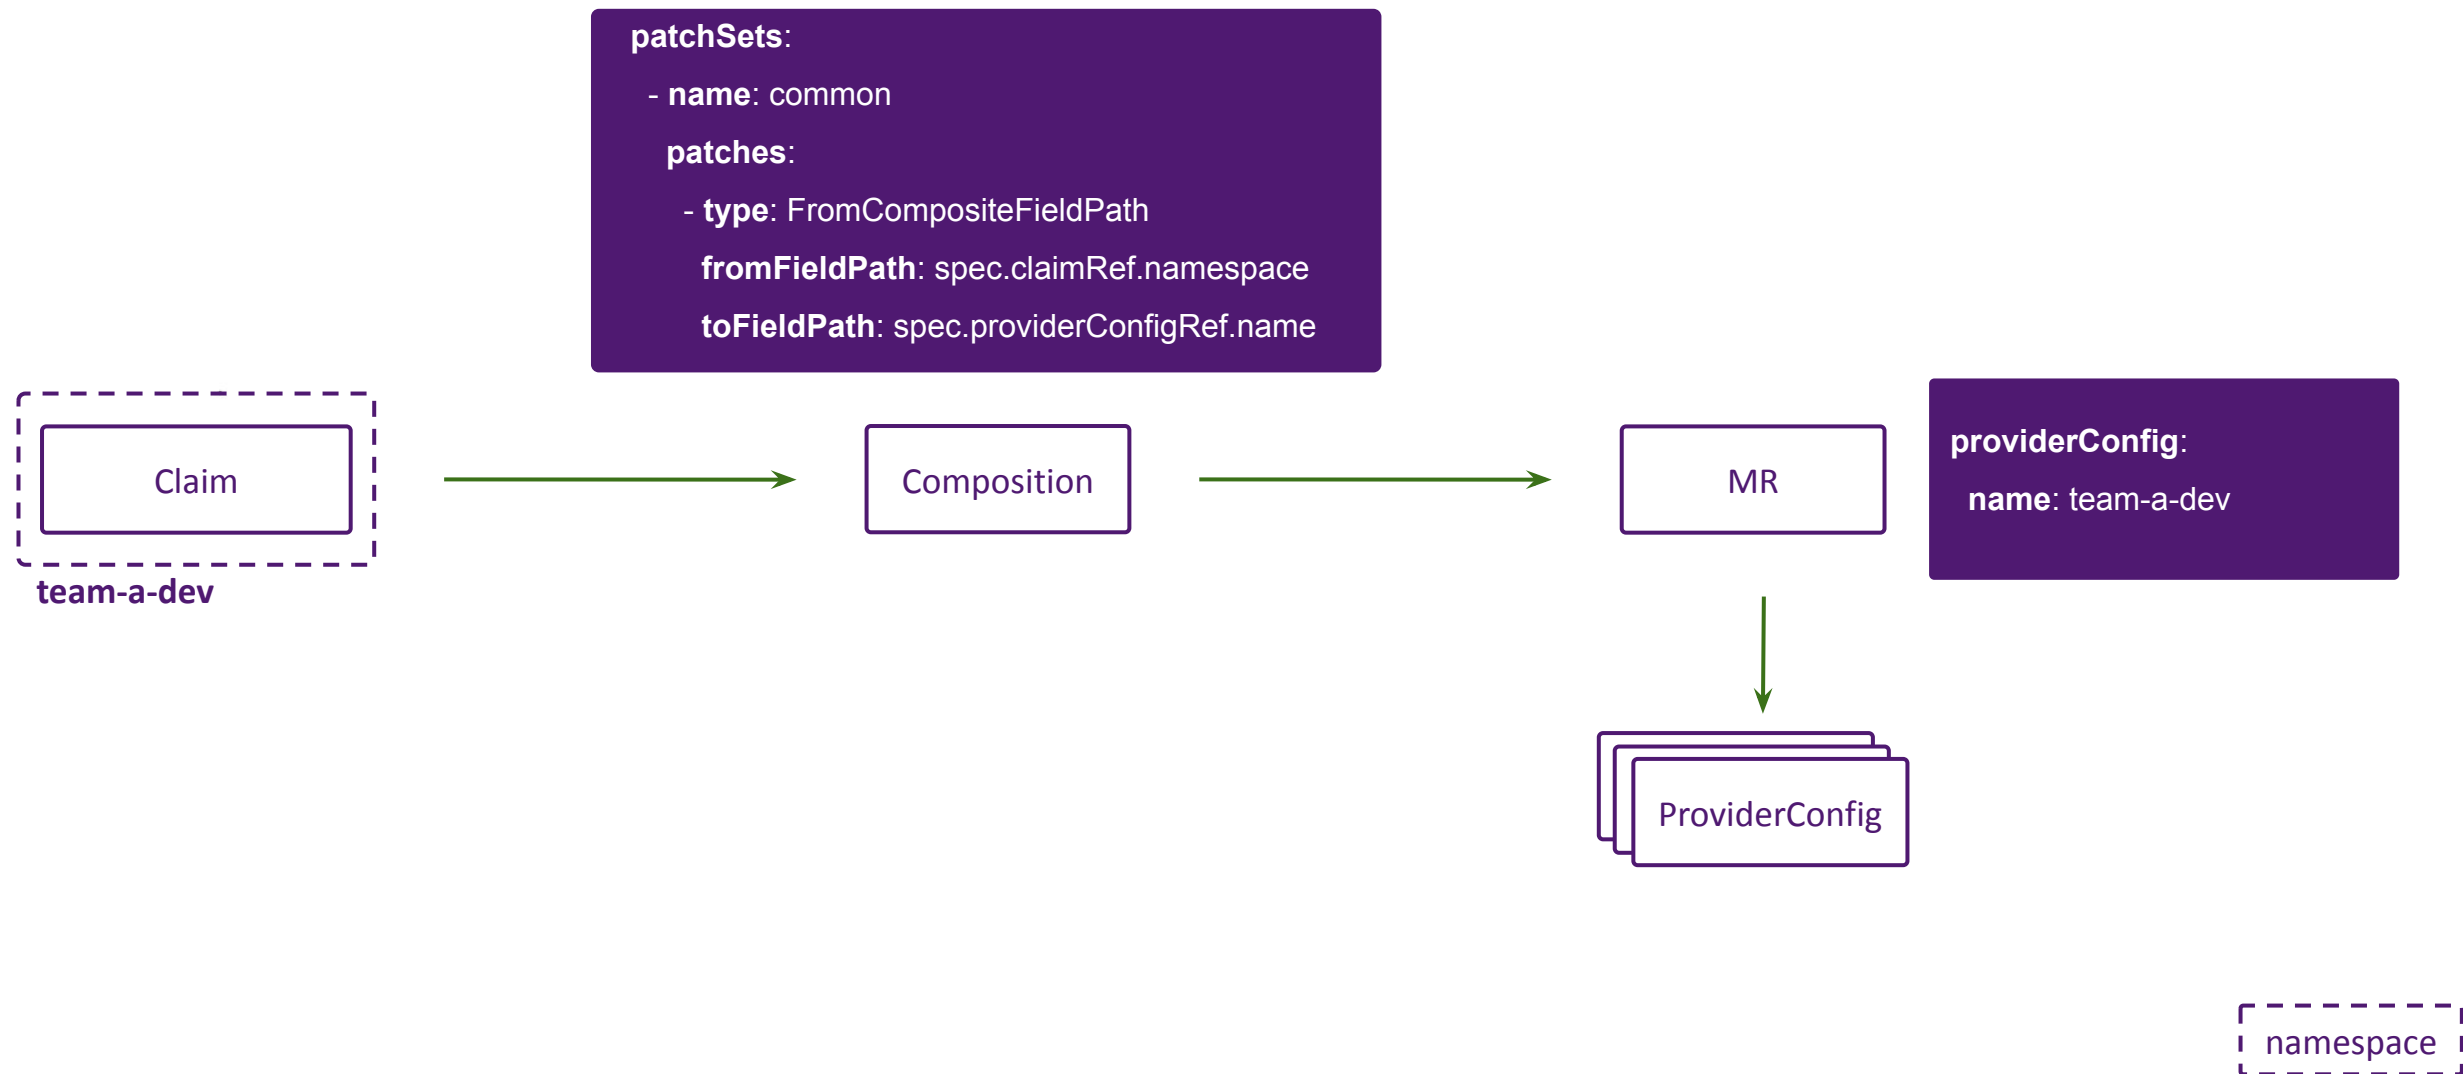 patchSets:
- name: common
patches:
- type: FromCompositeFieldPath
fromFieldPath: spec.claimRef.namespace
toFieldPath: spec.providerConfigRef.name
Claim
team-a-dev
Composition
MR
providerConfig:
name: team-a-dev
ProviderConfig
namespace